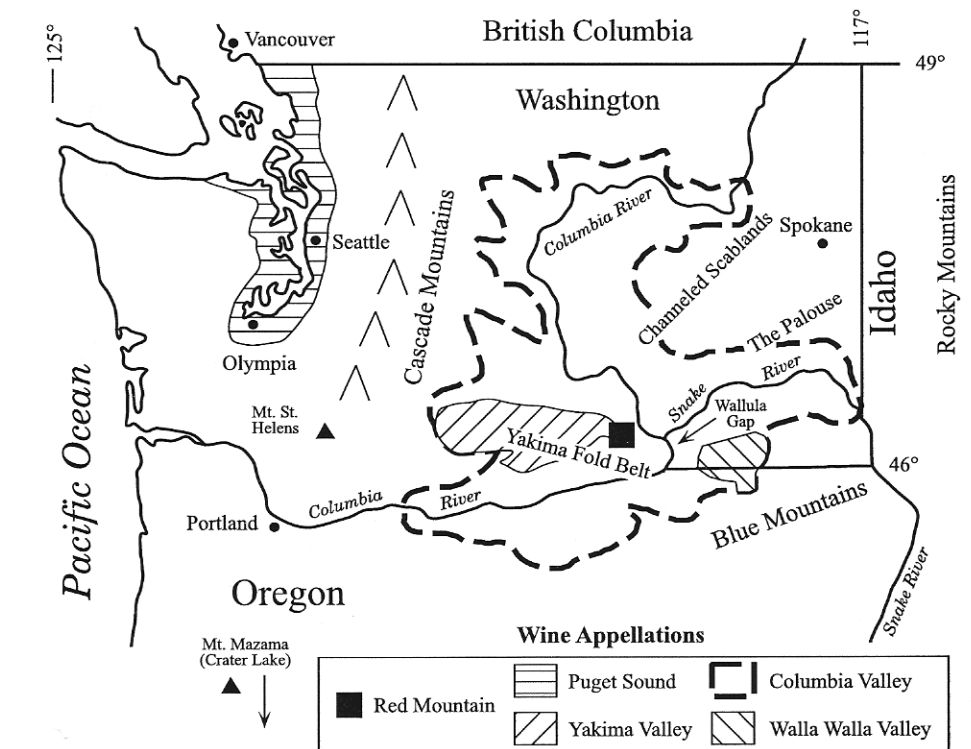 125°
British Columbia
117°
Vancouver
49°
Washington
Cascade Mountains
Columbia River
Channeled Scablands
Spokane
Idaho
Rocky Mountains
Seattle
The Palouse
Olympia
Snake
River
Mt. St.
Helens
Wallula
Gap
Yakima Fold Belt
46°
Pacific Ocean
Columbia
River
Portland
Blue Mountains
Snake River
Oregon
Mt. Mazama
(Crater Lake)
Wine Appellations
Red Mountain
Puget Sound
Columbia Valley
Yakima Valley
Walla Walla Valley